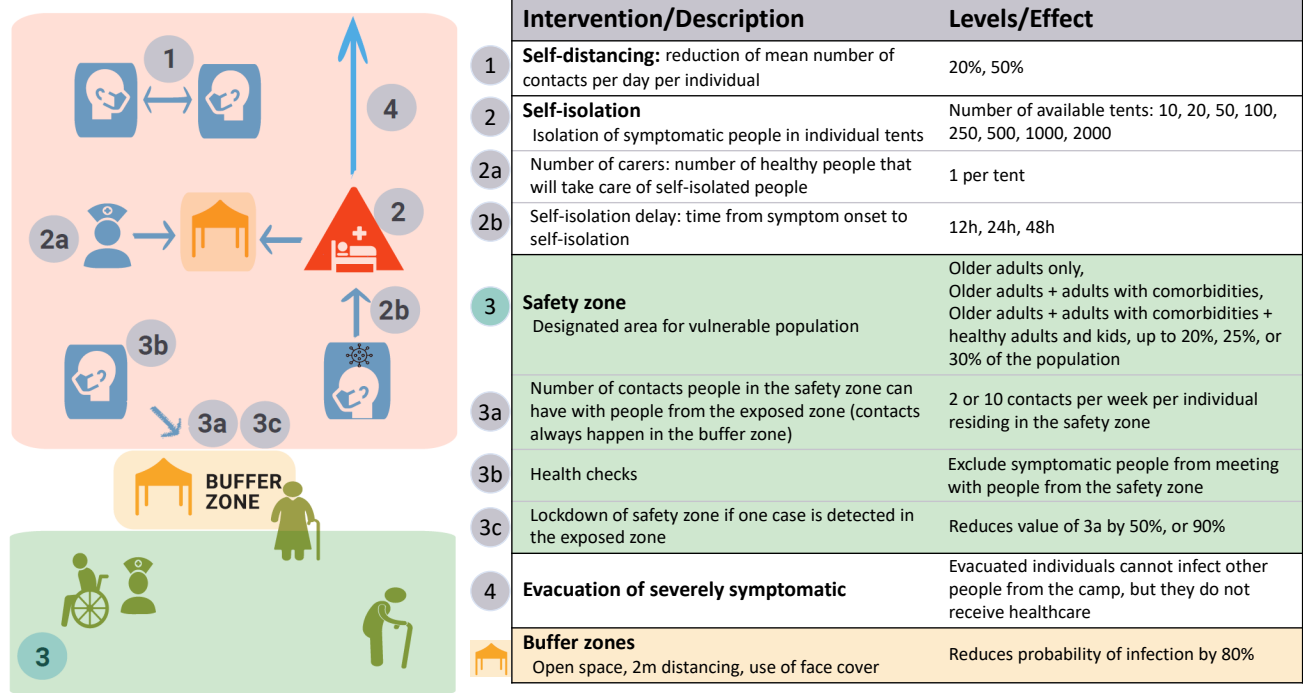 1
4
2
2a
2b
3b
3a
3c
BUFFER
ZONE
3
Intervention/Description
Levels/Effect
1
Self-distancing: reduction of mean number of
contacts per day per individual
20%, 50%
2
Self-isolation
Isolation of symptomatic people in individual tents
Number of available tents: 10, 20, 50, 100,
250, 500, 1000, 2000
2a
Number of carers: number of healthy people that
will take care of self-isolated people
1 per tent
2b
Self-isolation delay: time from symptom onset to
self-isolation
12h, 24h, 48h
3
Safety zone
Designated area for vulnerable population
Older adults only,
Older adults + adults with comorbidities,
Older adults + adults with comorbidities +
healthy adults and kids, up to 20%, 25%, or
30% of the population
3a
Number of contacts people in the safety zone can
have with people from the exposed zone (contacts
always happen in the buffer zone)
2 or 10 contacts per week per individual
residing in the safety zone
3b
Health checks
Exclude symptomatic people from meeting
with people from the safety zone
3c
Lockdown of safety zone if one case is detected in
the exposed zone
Reduces value of 3a by 50%, or 90%
4
Evacuation of severely symptomatic
Evacuated individuals cannot infect other
people from the camp, but they do not
receive healthcare
Buffer zones
Open space, 2m distancing, use of face cover
Reduces probability of infection by 80%